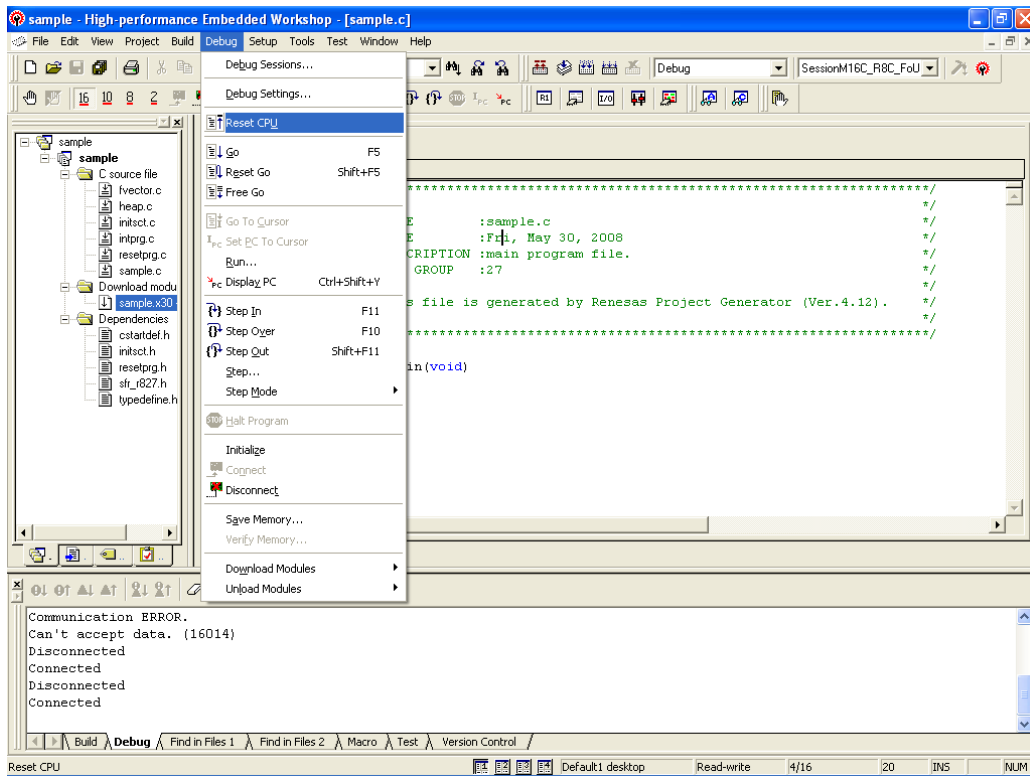 sample - High-performance Embedded Workshop - [sample.c]
File Edit View Project Build Debug Setup Tools Test Window Help
Debug SessionM16C_R8C_FoU
16 10 8 2
Debug Sessions...
Debug Settings...
Reset CPU
Go F5
Reset Go Shift+F5
Free Go
Go To Cursor
Set PC To Cursor
Run...
Display PC Ctrl+Shift+Y
Step In F11
Step Over F10
Step Out Shift+F11
Step...
Step Mode
Halt Program
Initialize
Connect
Disconnect
Save Memory...
Verify Memory...
Download Modules
Unload Modules
sample
sample
C source file
fvector.c
heap.c
initsct.c
intprg.c
resetprg.c
sample.c
Download modu
sample.x30 -
Dependencies
cstartdef.h
initsct.h
resetprg.h
sfr_r827.h
typedefine.h
*******************************************************************/
*/
E :sample.c */
E :Fri, May 30, 2008 */
CRIPTION :main program file. */
GROUP :27 */
*/
s file is generated by Renesas Project Generator (Ver.4.12). */
*/
*******************************************************************/
in(void)
Communication ERROR.
Can't accept data. (16014)
Disconnected
Connected
Disconnected
Connected
Build Debug Find in Files 1 Find in Files 2 Macro Test Version Control
Reset CPU Default1 desktop Read-write 4/16 20 INS NUM